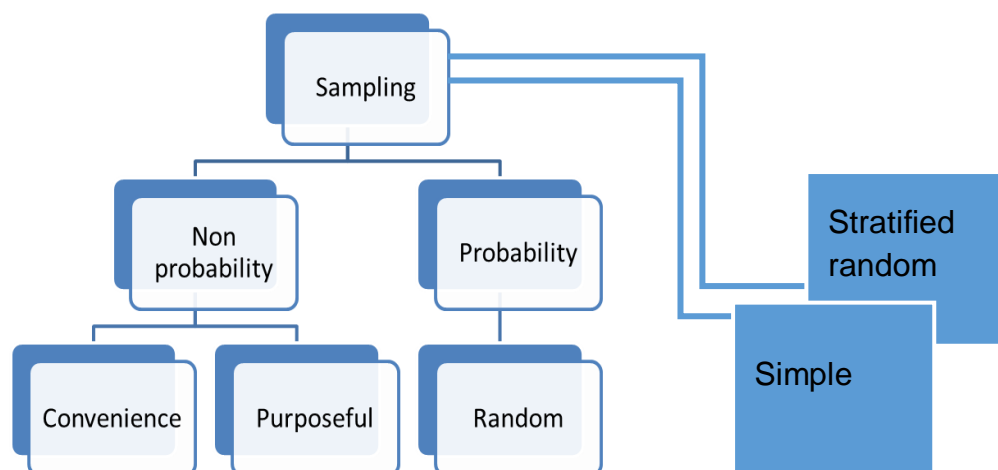 Sampling
Non
probability
Probability
Stratified
random
Simple
Convenience
Purposeful
Random